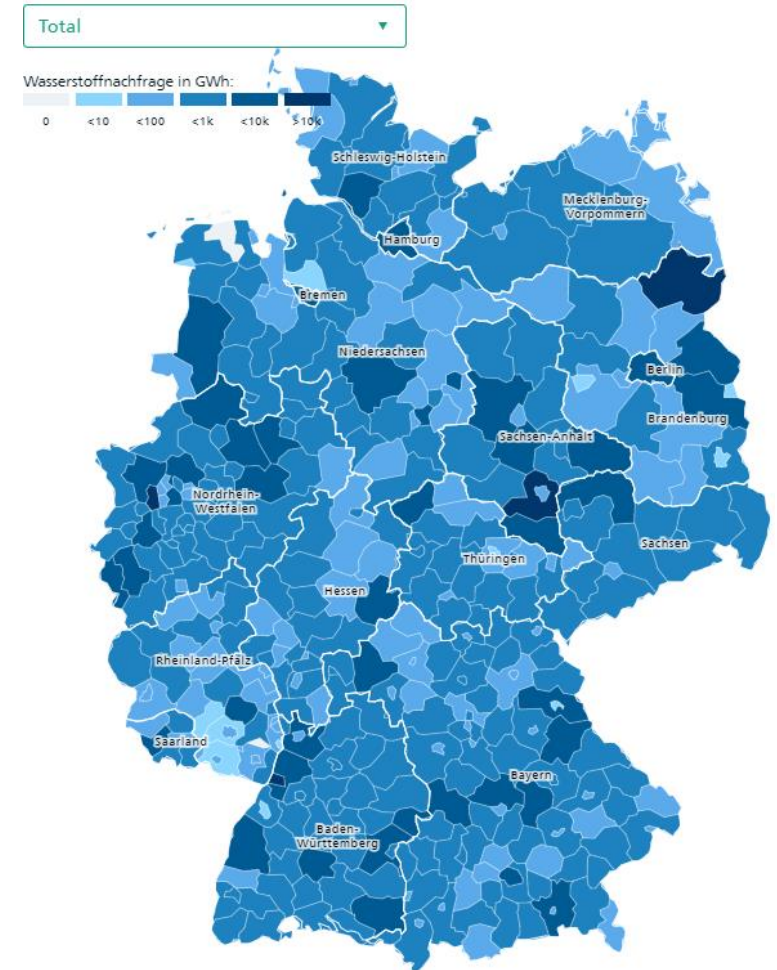 Total
Wasserstoffnachfrage in GWh:
0 <10 <100 <1k <10k >10k
Schleswig-Holstein
Mecklenburg-
Vorpommern
Hamburg
Bremen
Niedersachsen
Berlin
Brandenburg
Sachsen-Anhalt
Nordrhein-
Westfalen
Sachsen
Thüringen
Hessen
Rheinland-Pfalz
Saarland
Bayern
Baden-
Württemberg